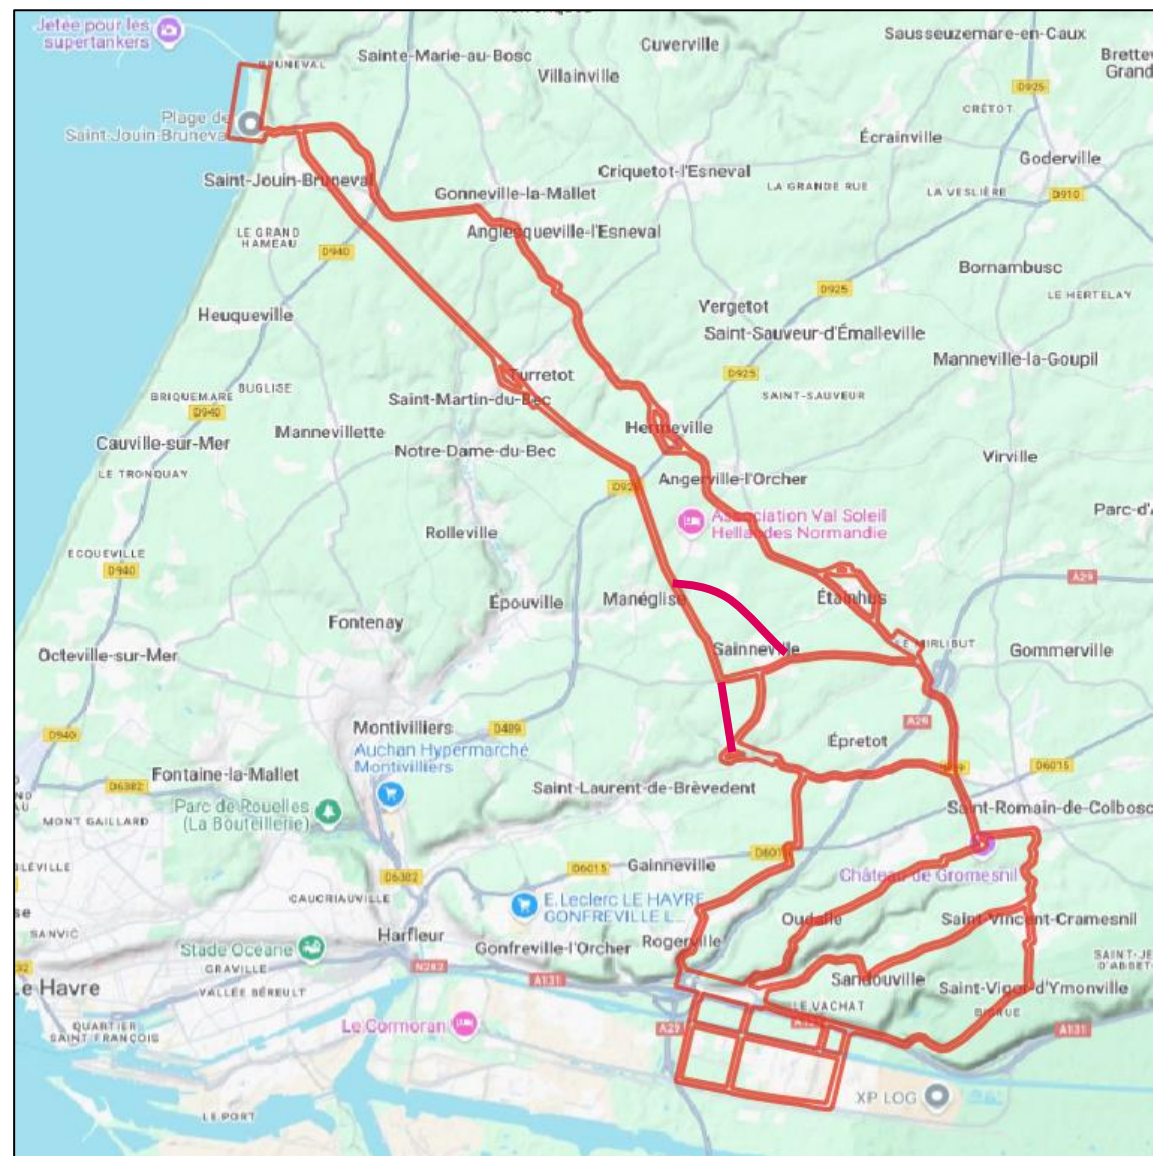 Jetée pour les
supertankers
BRUNEVAL
Sainte-Marie-au-Bosc
Cuverville
Villainville
Sausseuzemare-en-Caux
D925
CRÉTOT
Plage de
Saint-Jouin-Bruneval
Écrainville
Goderville
Saint-Jouin-Bruneval
Gonneville-la-Mallet
Criquetot-l'Esneval
LA GRANDE RUE
LA VESLIÈRE
D910
LE GRAND
HAMEAU
D940
Anglesqueville-l'Esneval
Bornambusc
D925
LE HERTELAY
Heuqueville
Vergetot
Saint-Sauveur-d'Émalleville
Manneville-la-Goupil
Turretot
D925
BRIQUEMARE
BUGLISE
Saint-Martin-du-Bec
SAINT-SAUVEUR
D940
Cauville-sur-Mer
Mannevillette
Hermeville
Notre-Dame-du-Bec
Virville
LE TRONQUAY
Angerville-l'Orcher
Association Val Soleil
Hellandes Normandie
Rolleville
ECQUEVILLE
D940
A29
Épouville
Manéglise
Étainhus
Fontenay
Octeville-sur-Mer
Sainneville
LE MIRLIBUT
Gommerville
Montivilliers
D489
A29
D940
Auchan Hypermarché
Montivilliers
Épretot
Fontaine-la-Mallet
D6382
Saint-Laurent-de-Brèvedent
D6015
Parc de Rouelles
(La Bouteillerie)
Saint-Romain-de-Colbosc
MONT GAILLARD
D6015
Gainneville
D6382
Château de Gromesnil
CAUCRIAUVILLE
E.Leclerc LE HAVRE
GONFREVILLE L...
Oudalle
Saint-Vincent-Cramesnil
SANVIC
Stade Océane
Harfleur
Gonfreville-l'Orcher
Rogerville
GRAVILLE
N282
A131
Sandouville
Saint-Vigor-d'Ymonville
VALLÉE BÉREULT
LE VACHAT
QUARTIER
SAINT FRANÇOIS
Le Cormoran
A29
A131
XP LOG
LE PORT